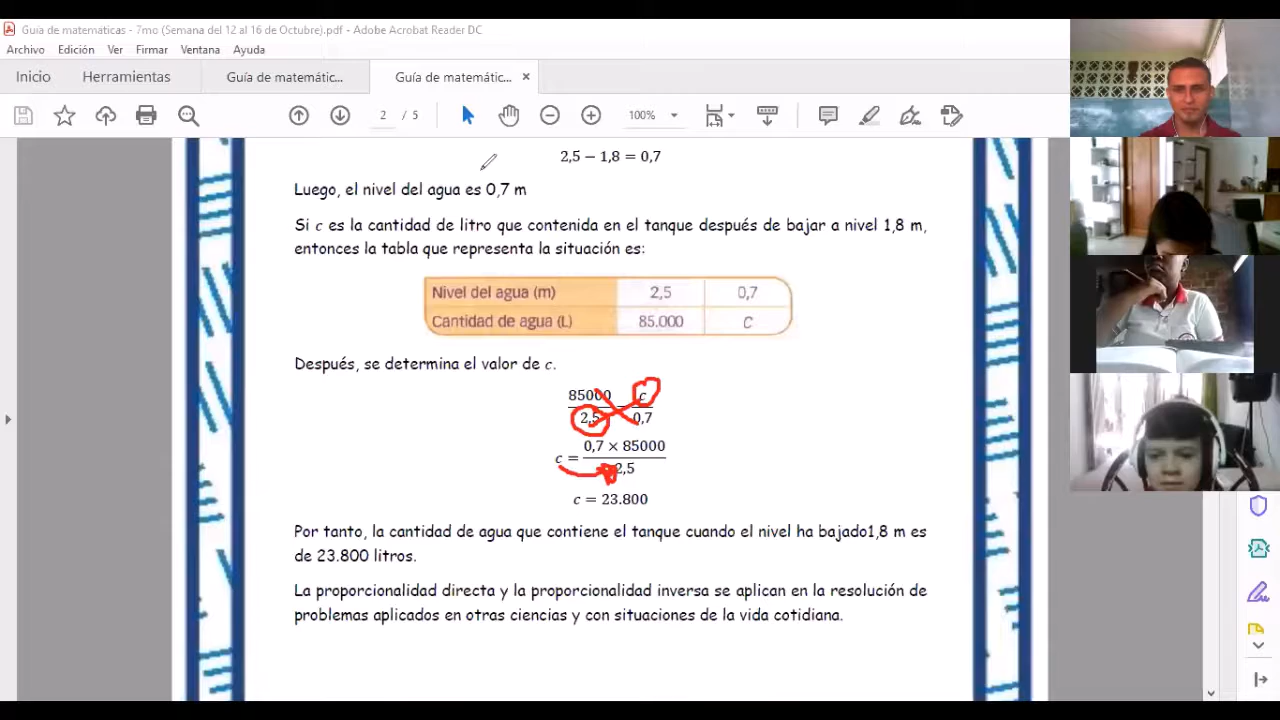 Guía de matemáticas - 7mo (Semana del 12 al 16 de Octubre).pdf - Adobe Acrobat Reader DC
Archivo Edición Ver Firmar Ventana Ayuda
Inicio Herramientas Guía de matemátic... Guía de matemátic... ×
2 / 5 100%
2,5 − 1,8 = 0,7
Luego, el nivel del agua es 0,7 m
Si c es la cantidad de litro que contenida en el tanque después de bajar a nivel 1,8 m,
entonces la tabla que representa la situación es:
Nivel del agua (m) 2,5 0,7
Cantidad de agua (L) 85.000 C
Después, se determina el valor de c.
85000 c
2,5 = 0,7
0,7 × 85000
c =
2,5
c = 23.800
Por tanto, la cantidad de agua que contiene el tanque cuando el nivel ha bajado1,8 m es
de 23.800 litros.
La proporcionalidad directa y la proporcionalidad inversa se aplican en la resolución de
problemas aplicados en otras ciencias y con situaciones de la vida cotidiana.